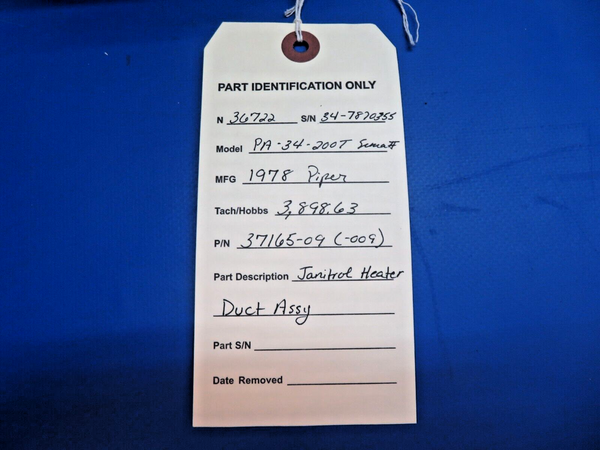 PART IDENTIFICATION ONLY
N 36722 S/N 34-7870355
Model PA-34-200T Seneca II
MFG 1978 Piper
Tach/Hobbs 3,898.63
P/N 37165-09 (-009)
Part Description Janitrol Heater
Duct Assy
Part S/N
Date Removed